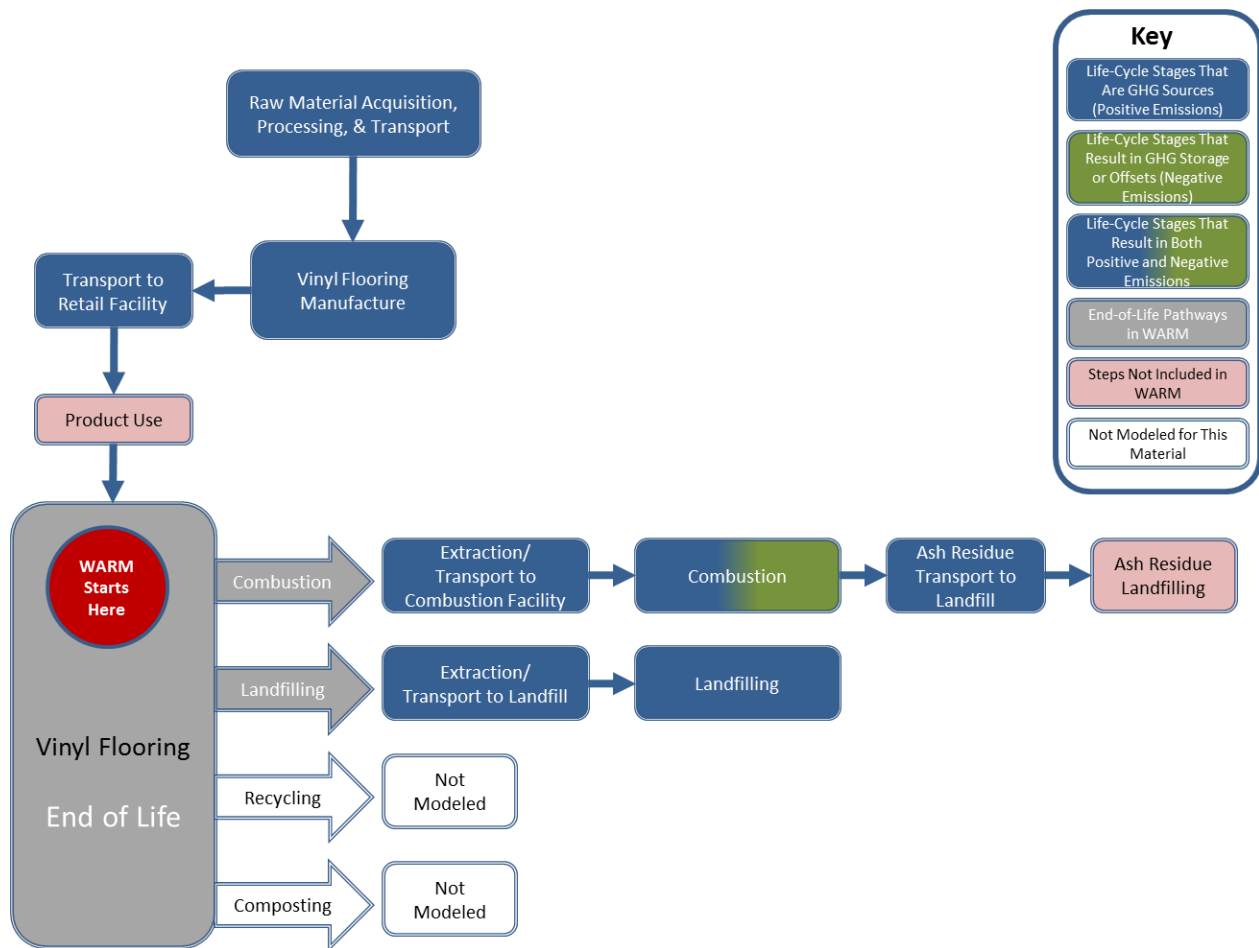 Raw Material Acquisition,
Processing, & Transport
Vinyl Flooring
Manufacture
Transport to
Retail Facility
Product Use
WARM
Starts
Here
Vinyl Flooring
End of Life
Combustion
Extraction/
Transport to
Combustion Facility
Combustion
Ash Residue
Transport to
Landfill
Ash Residue
Landfilling
Landfilling
Extraction/
Transport to Landfill
Landfilling
Recycling
Not
Modeled
Composting
Not
Modeled
Key
Life-Cycle Stages That
Are GHG Sources
(Positive Emissions)
Life-Cycle Stages That
Result in GHG Storage
or Offsets (Negative
Emissions)
Life-Cycle Stages That
Result in Both
Positive and Negative
Emissions
End-of-Life Pathways
in WARM
Steps Not Included in
WARM
Not Modeled for This
Material